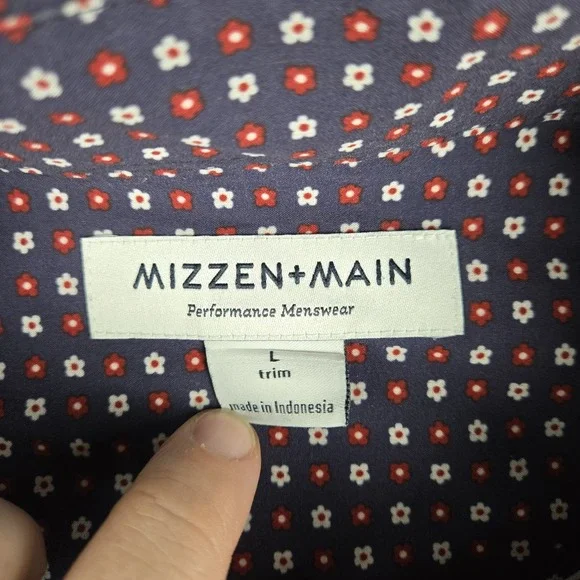 MIZZEN+MAIN
Performance Menswear
L
trim
made in Indonesia